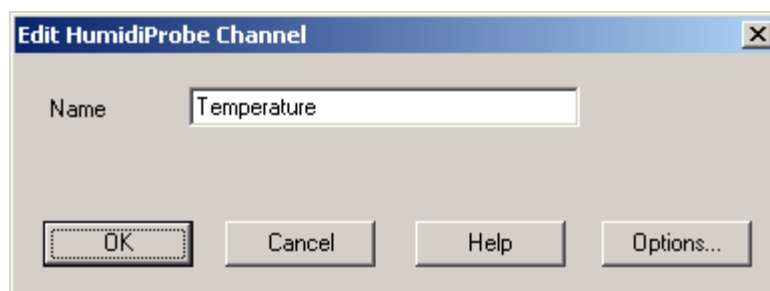 Edit HumidiProbe Channel
Name Temperature
OK Cancel Help Options...